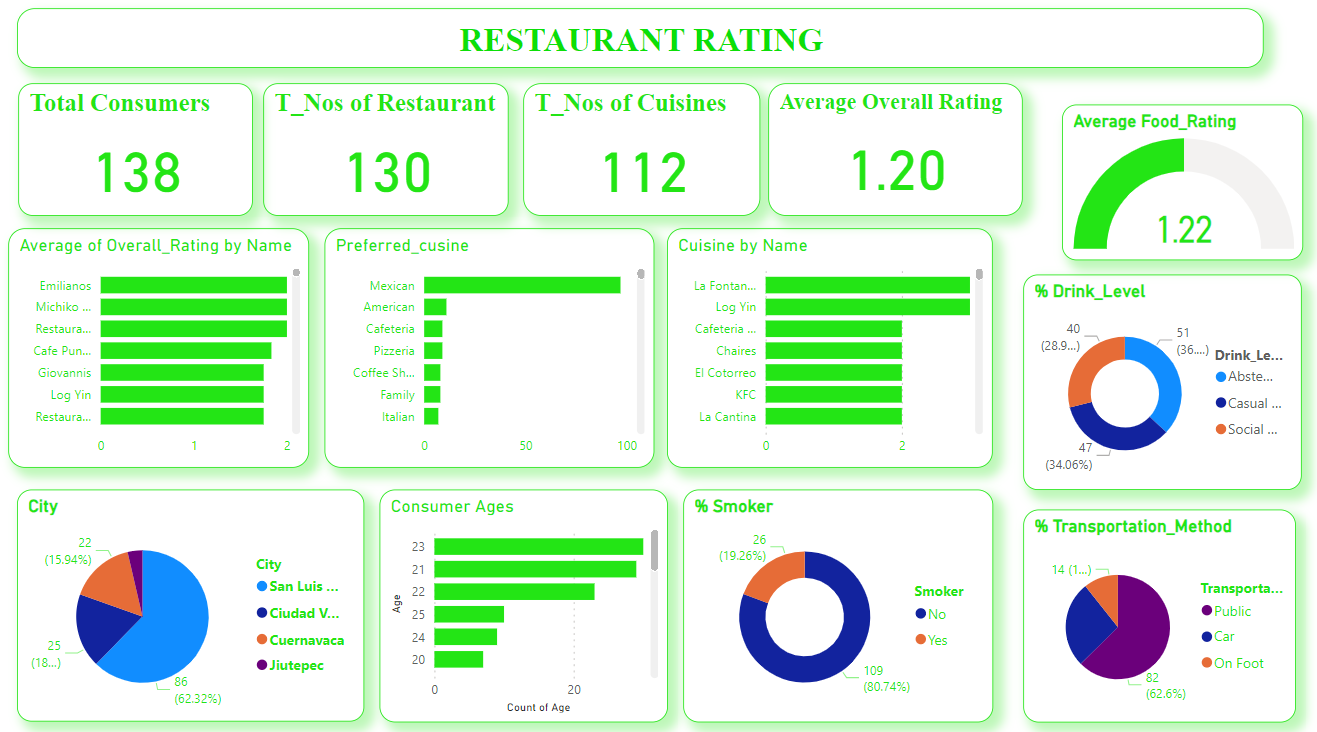 RESTAURANT RATING
Total Consumers
138
T_Nos of Restaurant
130
T_Nos of Cuisines
112
Average Overall Rating
1.20
Average Food_Rating
1.22
Average of Overall_Rating by Name
Emilianos
Michiko ...
Restaura...
Cafe Pun...
Giovannis
Log Yin
Restaura...
0 1 2
Preferred_cusine
Mexican
American
Cafeteria
Pizzeria
Coffee Sh...
Family
Italian
0 50 100
Cuisine by Name
La Fontan...
Log Yin
Cafeteria ...
Chaires
El Cotorreo
KFC
La Cantina
0 2
% Drink_Level
40
(28.9...)
51
(36....)
47
(34.06%)
Drink_Le...
Abste...
Casual ...
Social ...
City
22
(15.94%)
25
(18...)
86
(62.32%)
City
San Luis ...
Ciudad V...
Cuernavaca
Jiutepec
Consumer Ages
Age
23
21
22
25
24
20
0 20
Count of Age
% Smoker
26
(19.26%)
109
(80.74%)
Smoker
No
Yes
% Transportation_Method
14 (1...)
82
(62.6%)
Transporta...
Public
Car
On Foot